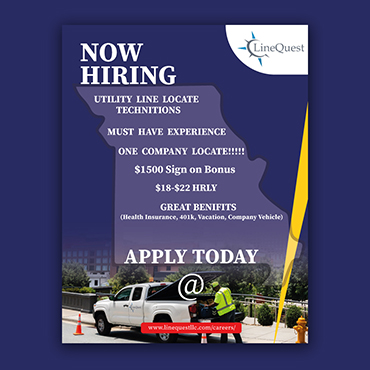 LineQuest
NOW
HIRING
UTILITY LINE LOCATE
TECHNITIONS
MUST HAVE EXPERIENCE
ONE COMPANY LOCATE!!!!!
$1500 Sign on Bonus
$18-$22 HRLY
GREAT BENIFITS
(Health Insurance, 401k, Vacation, Company Vehicle)
APPLY TODAY
@
www.linequestllc.com/careers/